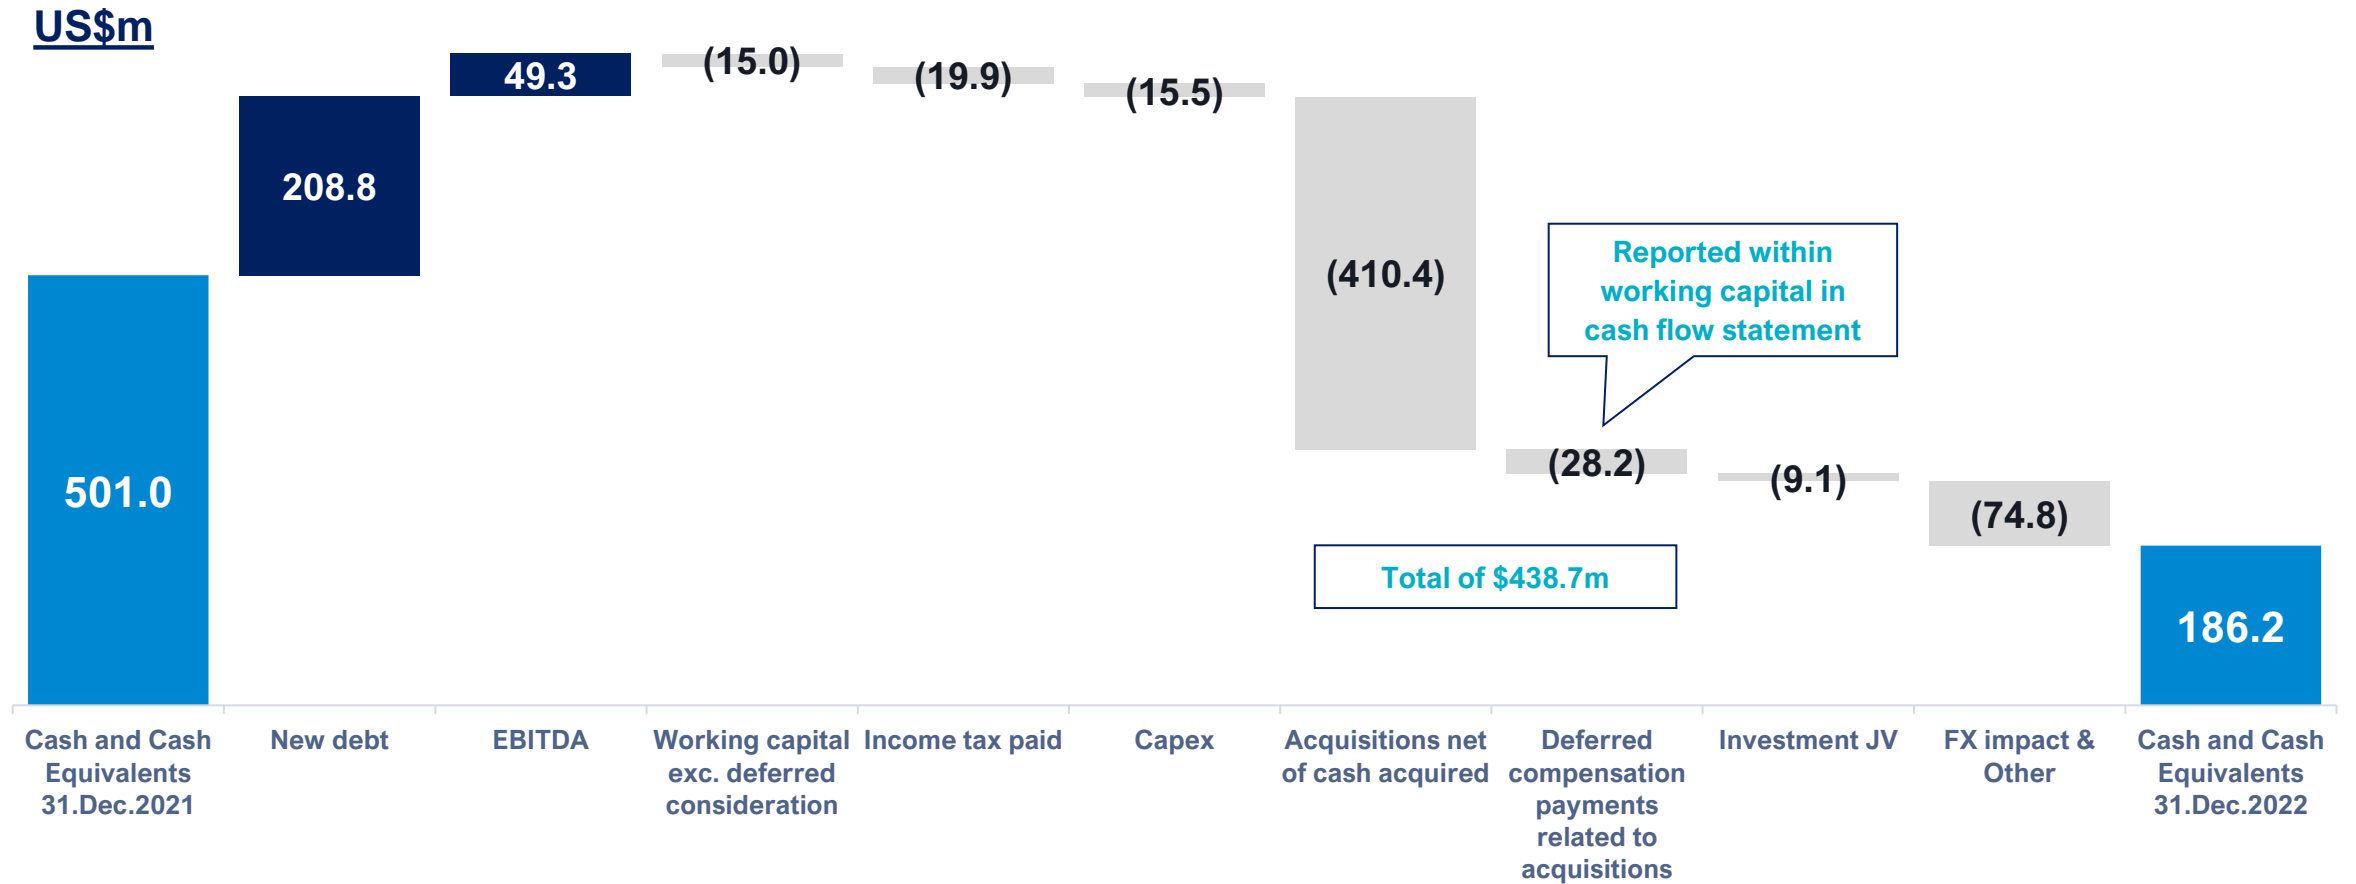 US$m
501.0
208.8
49.3
(15.0)
(19.9)
(15.5)
(410.4)
Reported within
working capital in
cash flow statement
(28.2)
(9.1)
(74.8)
Total of $438.7m
186.2
Cash and Cash
Equivalents
31.Dec.2021
New debt
EBITDA
Working capital
exc. deferred
consideration
Income tax paid
Capex
Acquisitions net
of cash acquired
Deferred
compensation
payments
related to
acquisitions
Investment JV
FX impact &
Other
Cash and Cash
Equivalents
31.Dec.2022